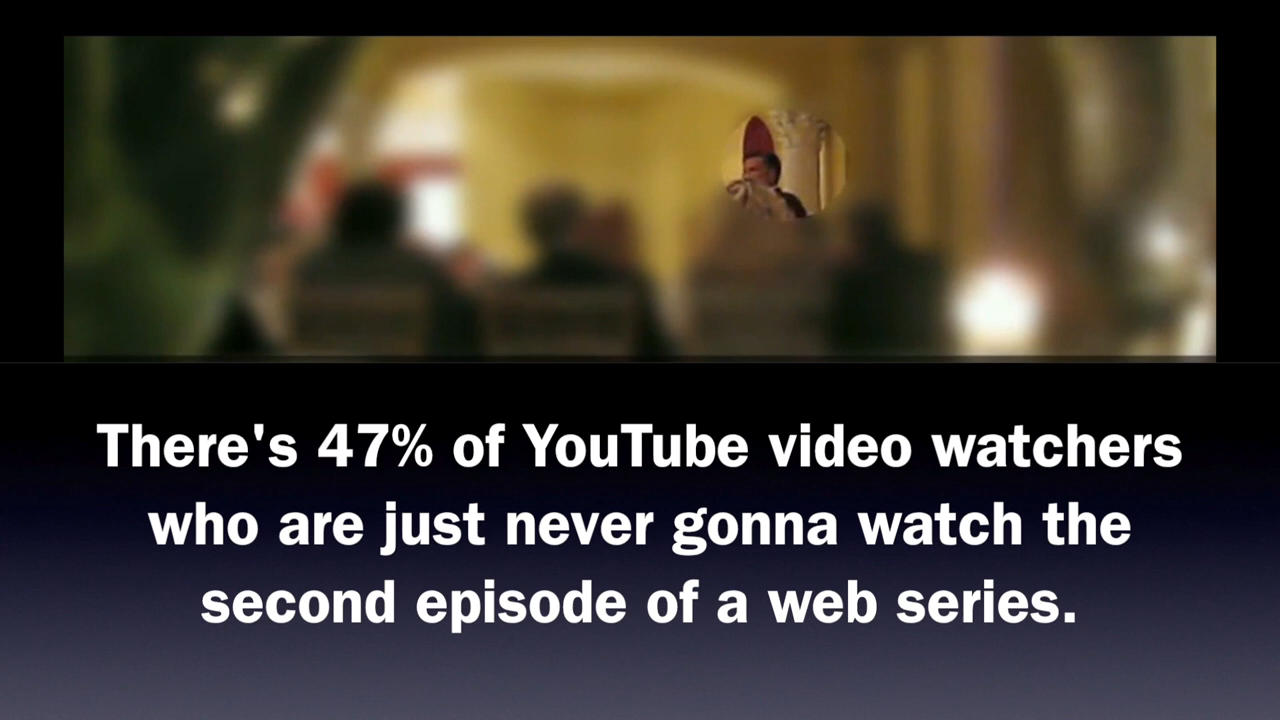 There's 47% of YouTube video watchers
who are just never gonna watch the
second episode of a web series.